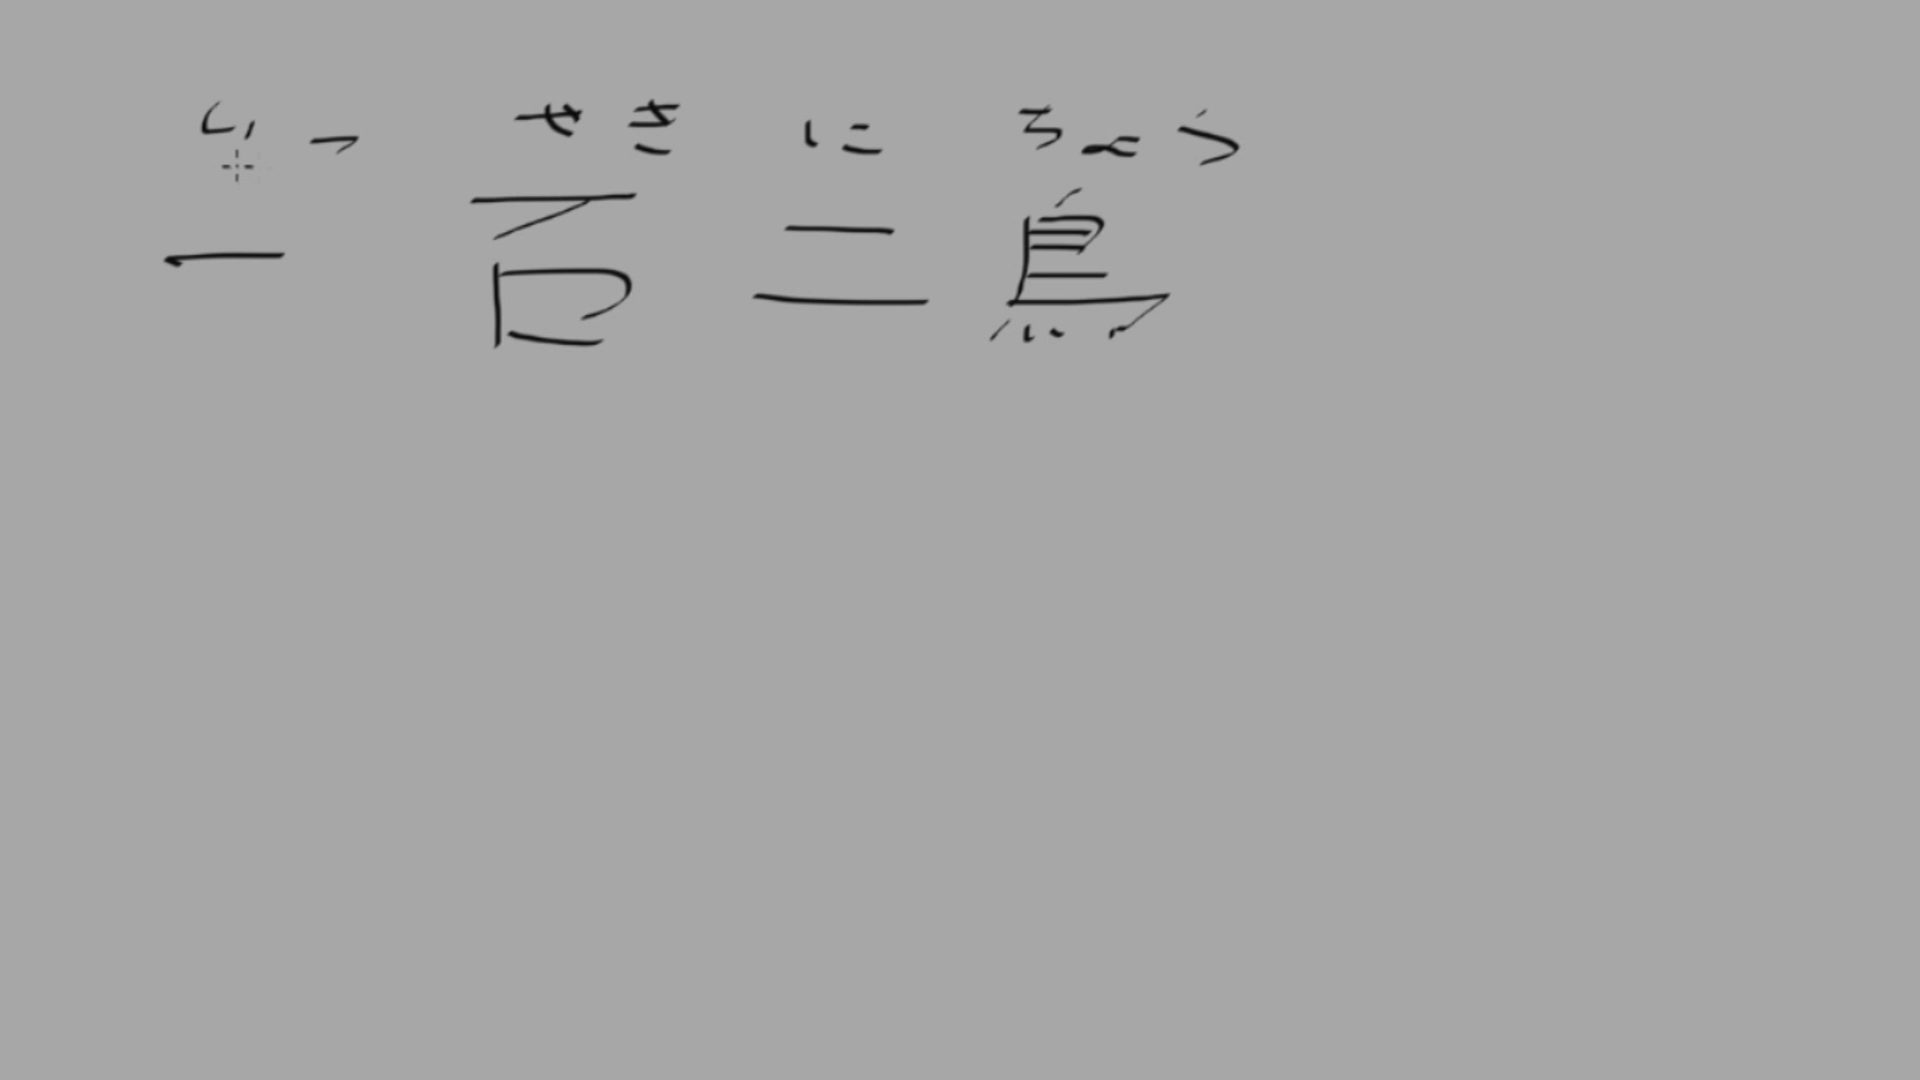 いっ せき に ちょう
一 石 二 鳥